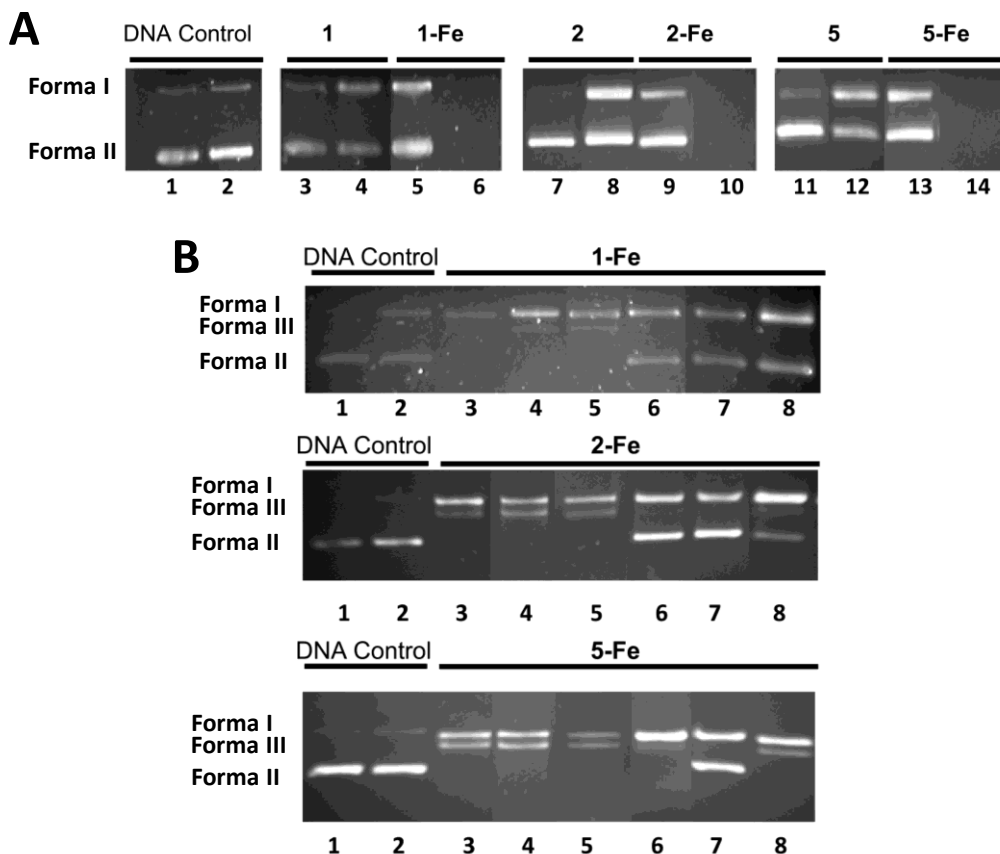 A
DNA Control 1 1-Fe 2 2-Fe 5 5-Fe
Forma I
Forma II
1 2 3 4 5 6 7 8 9 10 11 12 13 14
B
DNA Control 1-Fe
Forma I
Forma III
Forma II
1 2 3 4 5 6 7 8
DNA Control 2-Fe
Forma I
Forma III
Forma II
1 2 3 4 5 6 7 8
DNA Control 5-Fe
Forma I
Forma III
Forma II
1 2 3 4 5 6 7 8